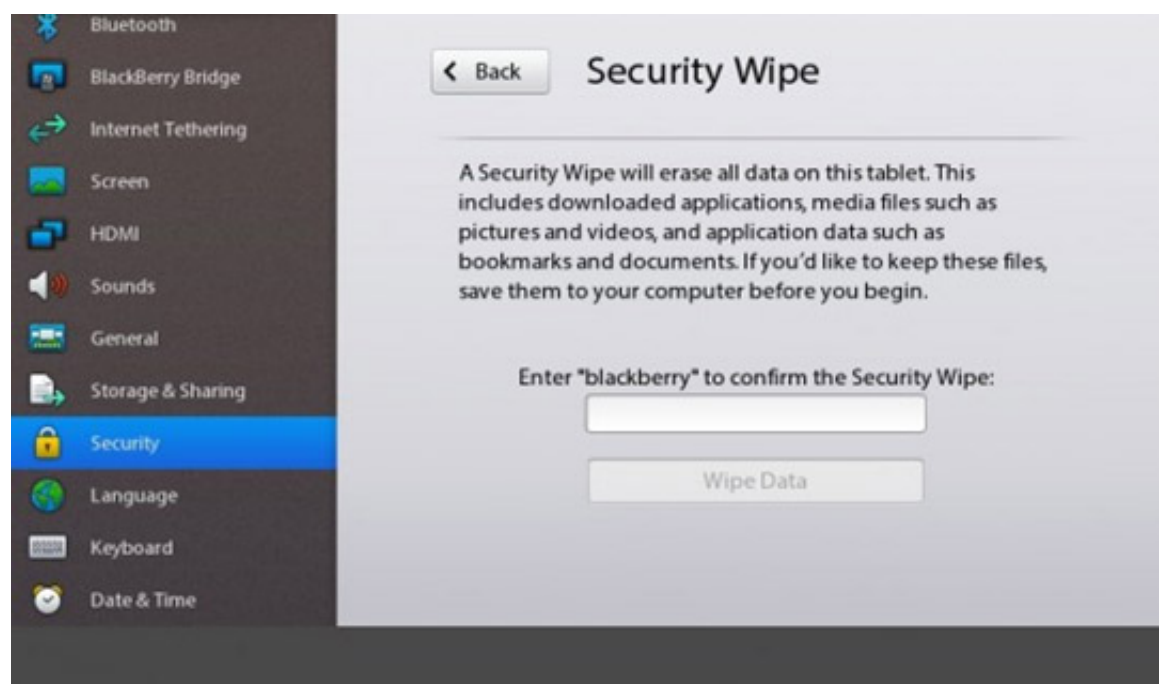 Bluetooth
BlackBerry Bridge
Internet Tethering
Screen
HDMI
Sounds
General
Storage & Sharing
Security
Language
Keyboard
Date & Time
Back
Security Wipe
A Security Wipe will erase all data on this tablet. This
includes downloaded applications, media files such as
pictures and videos, and application data such as
bookmarks and documents. If you'd like to keep these files,
save them to your computer before you begin.
Enter "blackberry" to confirm the Security Wipe:
Wipe Data